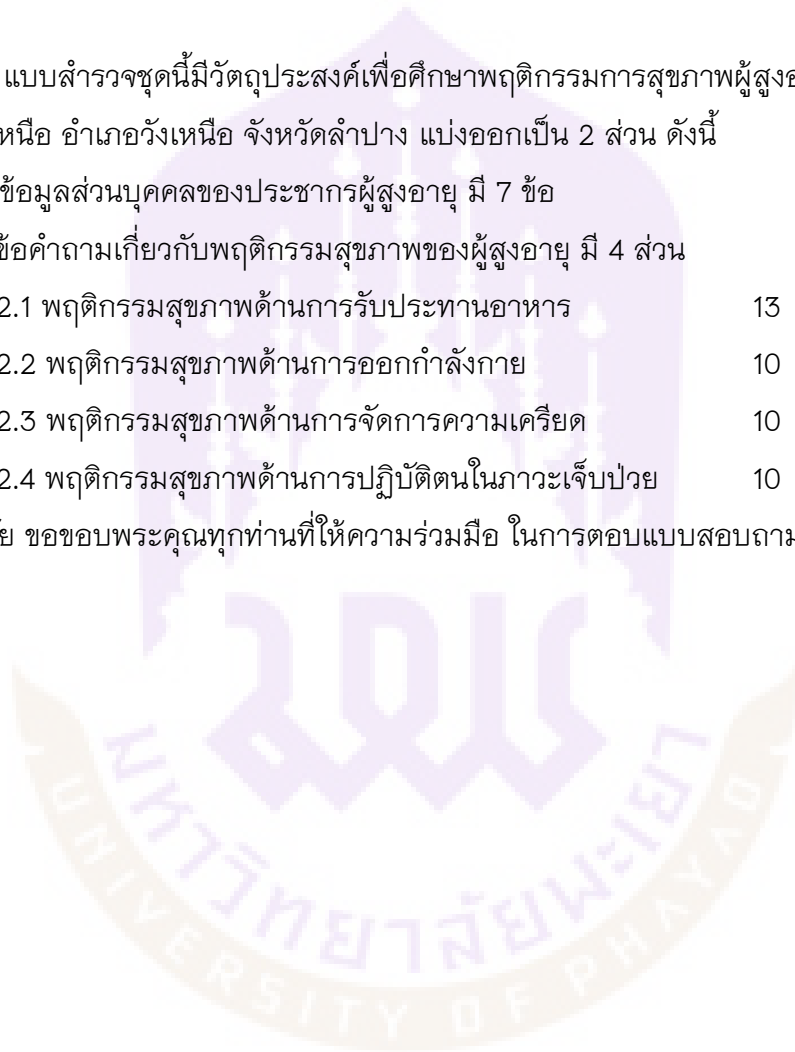 แบบสำรวจชุดนี้มีวัตถุประสงค์เพื่อศึกษาพฤติกรรมการสุขภาพผู้สูงอ
หนือ อำเภอวังเหนือ จังหวัดลำปาง แบ่งออกเป็น 2 ส่วน ดังนี้
ข้อมูลส่วนบุคคลของประชากรผู้สูงอายุ มี 7 ข้อ
ข้อคำถามเกี่ยวกับพฤติกรรมสุขภาพของผู้สูงอายุ มี 4 ส่วน
2.1 พฤติกรรมสุขภาพด้านการรับประทานอาหาร 13
2.2 พฤติกรรมสุขภาพด้านการออกกำลังกาย 10
2.3 พฤติกรรมสุขภาพด้านการจัดการความเครียด 10
2.4 พฤติกรรมสุขภาพด้านการปฏิบัติตนในภาวะเจ็บป่วย 10
ัย ขอขอบพระคุณทุกท่านที่ให้ความร่วมมือ ในการตอบแบบสอบถาม
มหาวิทยาลัยพะเยา
UNIVERSITY OF PHAYAO